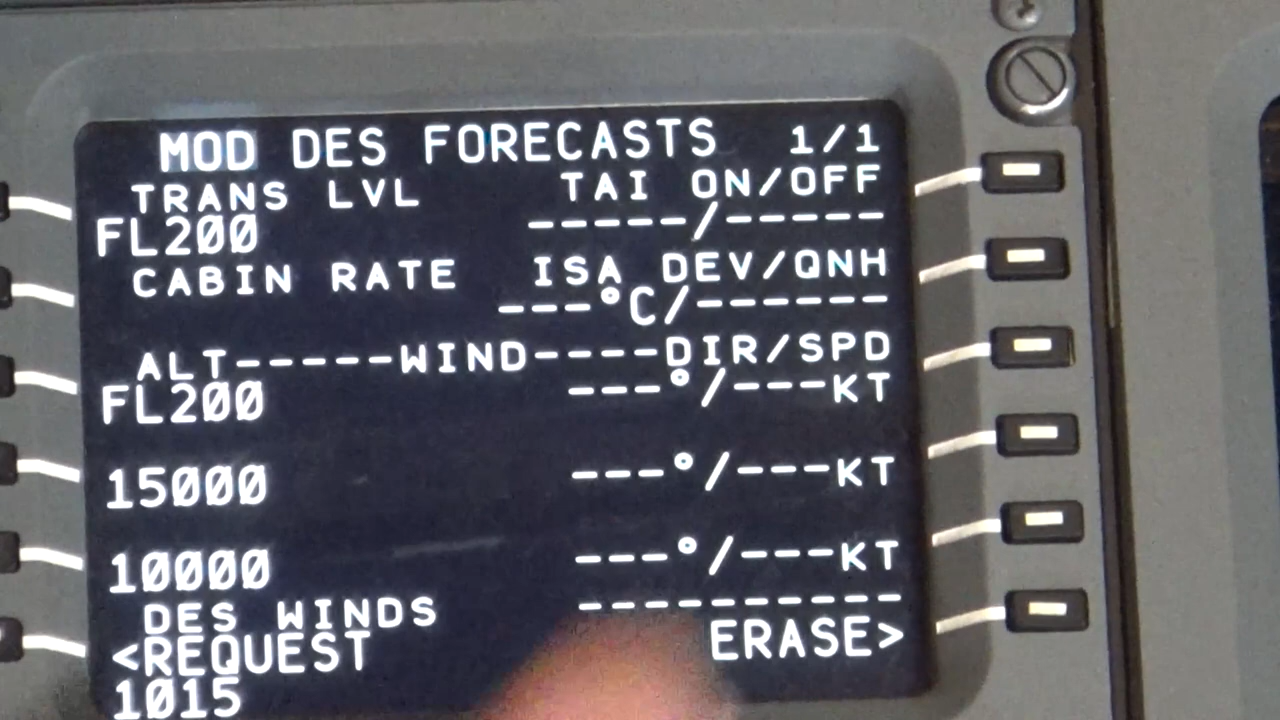 MOD DES FORECASTS 1/1
TRANS LVL TAI ON/OFF
FL200 -----/-----
CABIN RATE ISA DEV/QNH
---°C/------
ALT-----WIND----DIR/SPD
FL200 ---°/---KT
15000 ---°/---KT
10000 ---°/---KT
DES WINDS ----------
<REQUEST ERASE>
1015